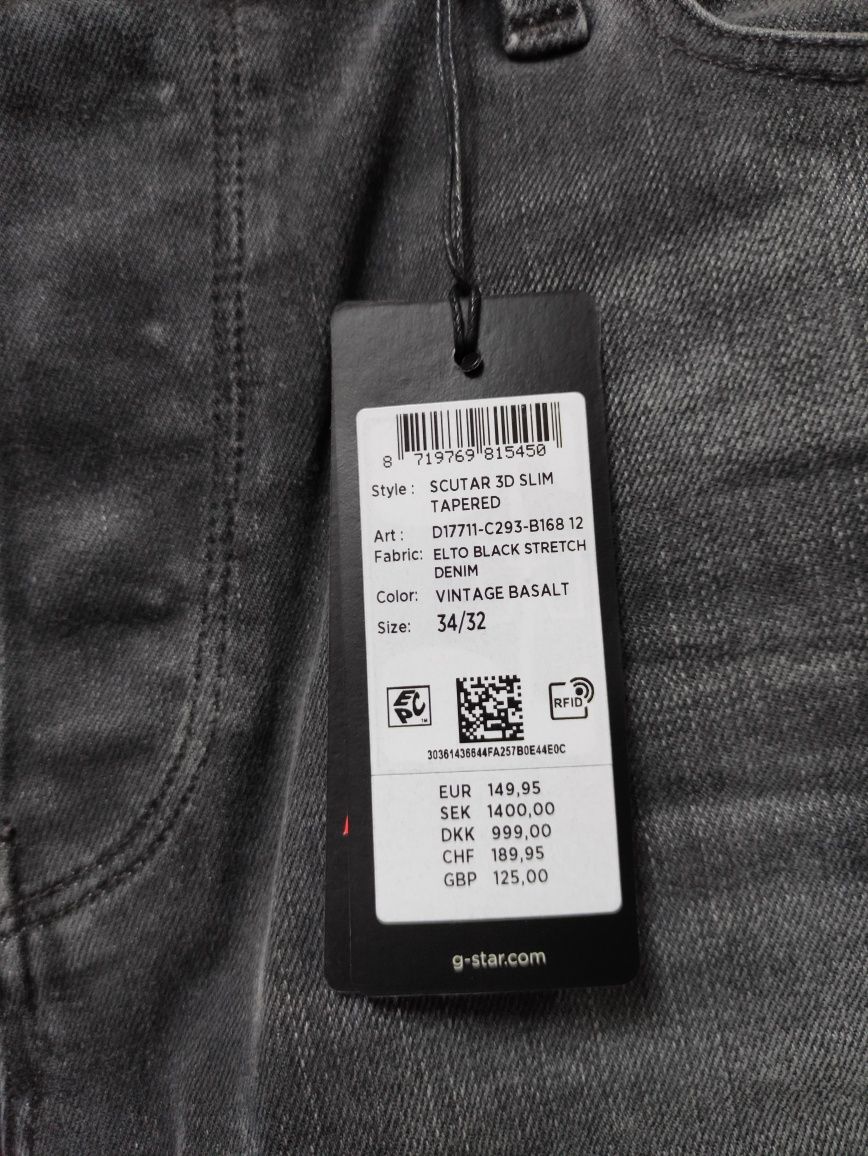 8 719769 815450
Style : SCUTAR 3D SLIM
TAPERED
Art : D17711-C293-B168 12
Fabric: ELTO BLACK STRETCH
DENIM
Color: VINTAGE BASALT
Size: 34/32
EPC™
RFID
30361436644FA257B0E44E0C
EUR 149,95
SEK 1400,00
DKK 999,00
CHF 189,95
GBP 125,00
g-star.com